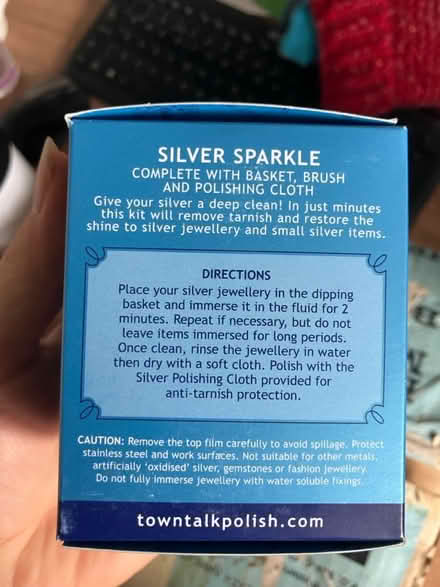 SILVER SPARKLE
COMPLETE WITH BASKET, BRUSH
AND POLISHING CLOTH
Give your silver a deep clean! In just minutes
this kit will remove tarnish and restore the
shine to silver jewellery and small silver items.
DIRECTIONS
Place your silver jewellery in the dipping
basket and immerse it in the fluid for 2
minutes. Repeat if necessary, but do not
leave items immersed for long periods.
Once clean, rinse the jewellery in water
then dry with a soft cloth. Polish with the
Silver Polishing Cloth provided for
anti-tarnish protection.
CAUTION: Remove the top film carefully to avoid spillage. Protect
stainless steel and work surfaces. Not suitable for other metals,
artificially 'oxidised' silver, gemstones or fashion jewellery.
Do not fully immerse jewellery with water soluble fixings.
towntalkpolish.com